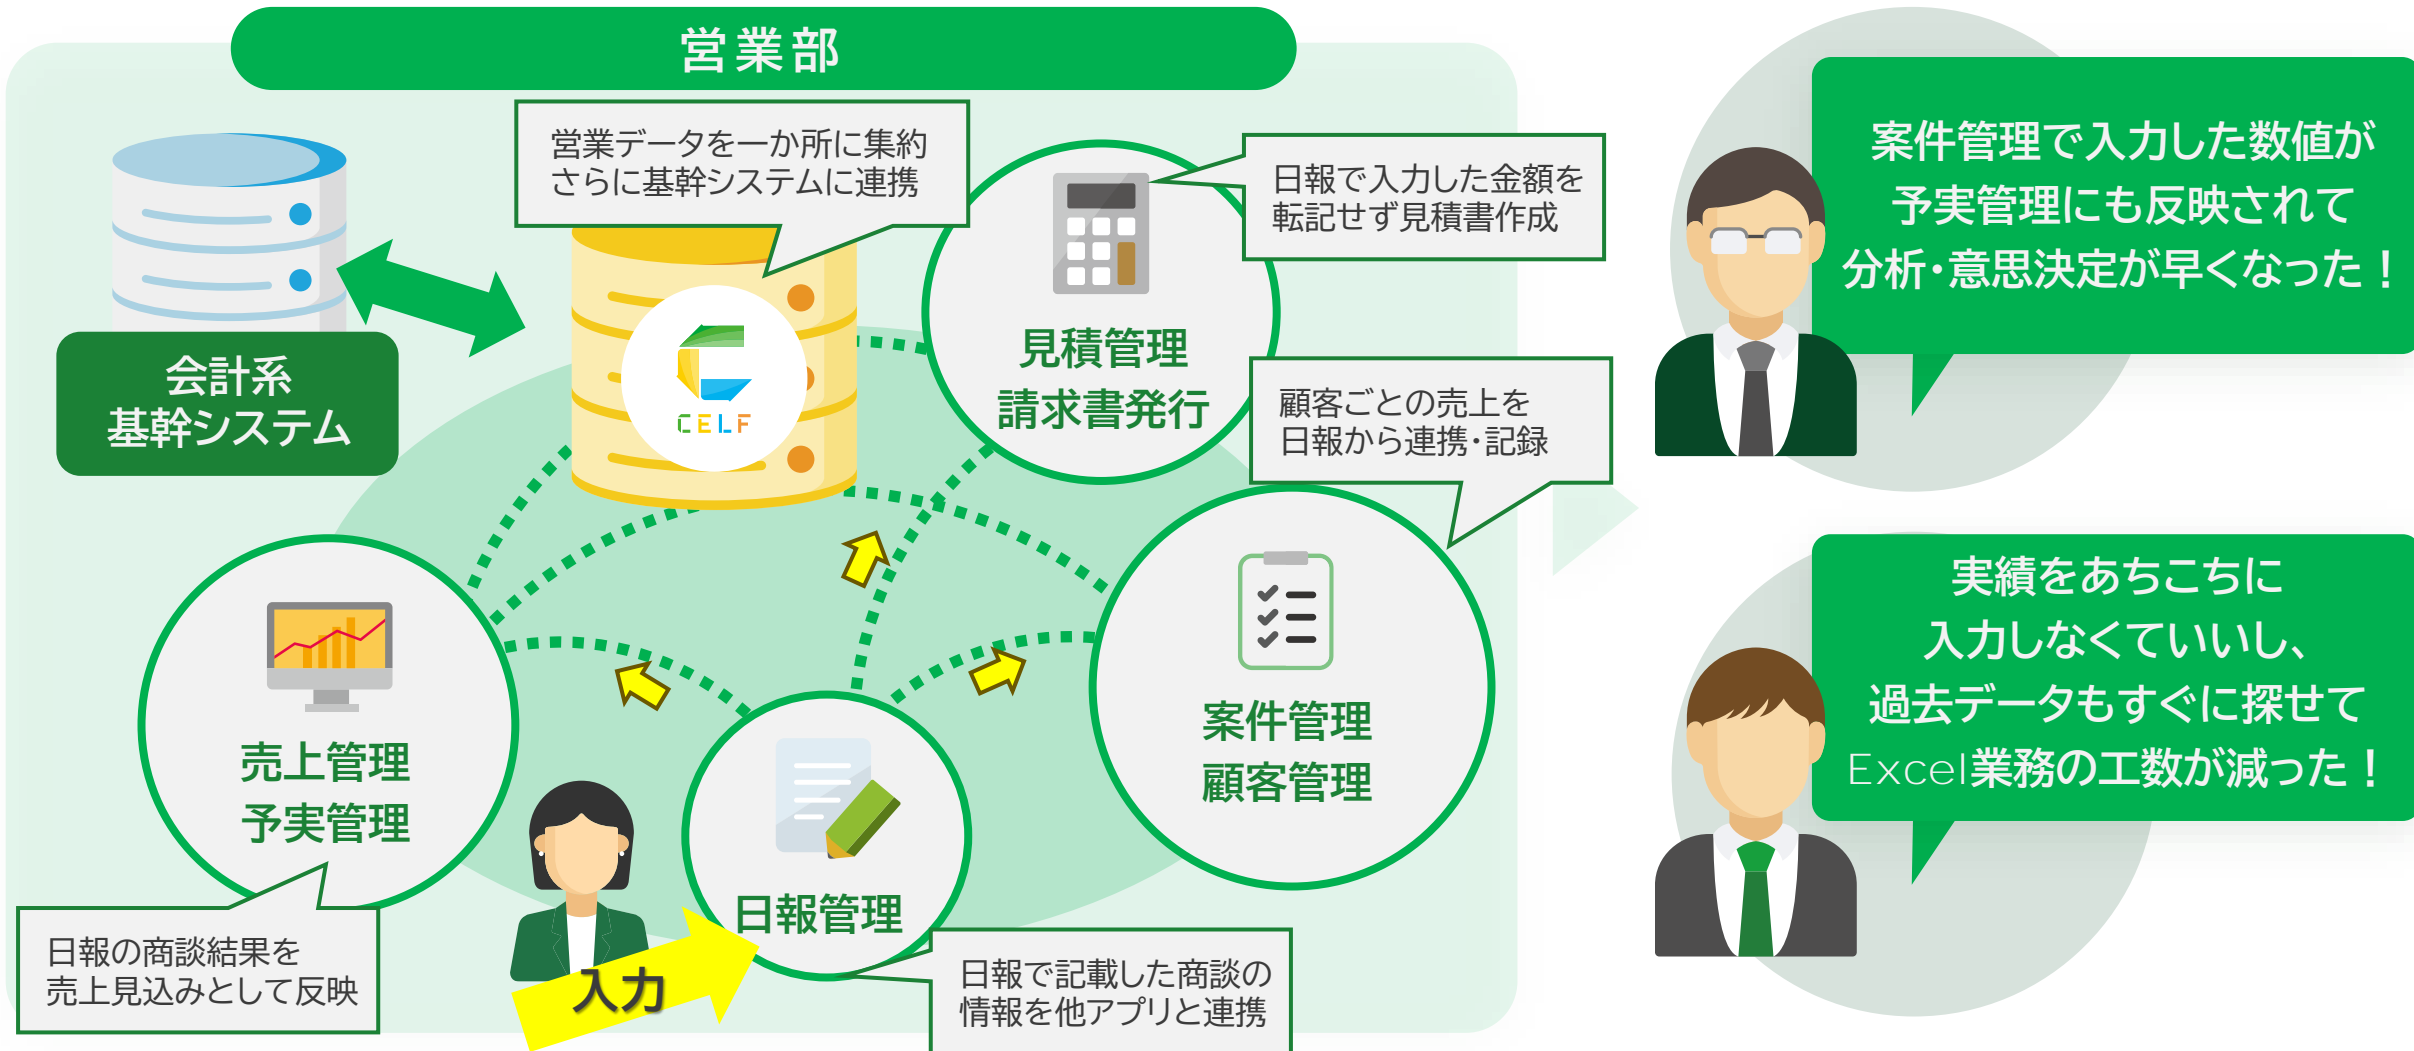 営業部
営業データを一か所に集約
さらに基幹システムに連携
日報で入力した金額を
転記せず見積書作成
会計系
基幹システム
CELF
見積管理
請求書発行
顧客ごとの売上を
日報から連携・記録
売上管理
予実管理
案件管理
顧客管理
日報管理
入力
日報の商談結果を
売上見込みとして反映
日報で記載した商談の
情報を他アプリと連携
案件管理で入力した数値が
予実管理にも反映されて
分析・意思決定が早くなった！
実績をあちこちに
入力しなくていいし、
過去データもすぐに探せて
Excel業務の工数が減った！